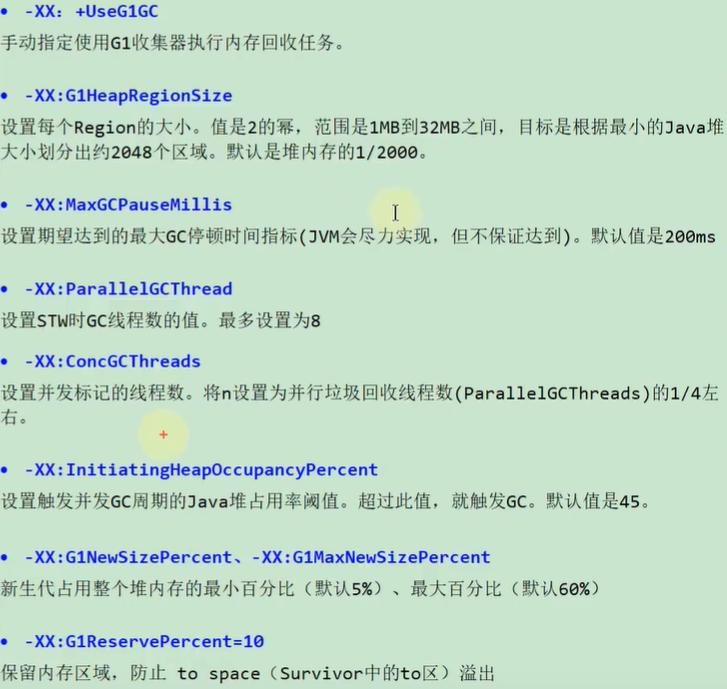 • -XX：+UseG1GC
手动指定使用G1收集器执行内存回收任务。
• -XX:G1HeapRegionSize
设置每个Region的大小。值是2的幂，范围是1MB到32MB之间，目标是根据最小的Java堆
大小划分出约2048个区域。默认是堆内存的1/2000。
• -XX:MaxGCPauseMillis
设置期望达到的最大GC停顿时间指标(JVM会尽力实现，但不保证达到)。默认值是200ms
• -XX:ParallelGCThread
设置STW时GC线程数的值。最多设置为8
• -XX:ConcGCThreads
设置并发标记的线程数。将n设置为并行垃圾回收线程数(ParallelGCThreads)的1/4左
右。
• -XX:InitiatingHeapOccupancyPercent
设置触发并发GC周期的Java堆占用率阈值。超过此值，就触发GC。默认值是45。
• -XX:G1NewSizePercent、-XX:G1MaxNewSizePercent
新生代占用整个堆内存的最小百分比（默认5%）、最大百分比（默认60%）
• -XX:G1ReservePercent=10
保留内存区域，防止 to space（Survivor中的to区）溢出